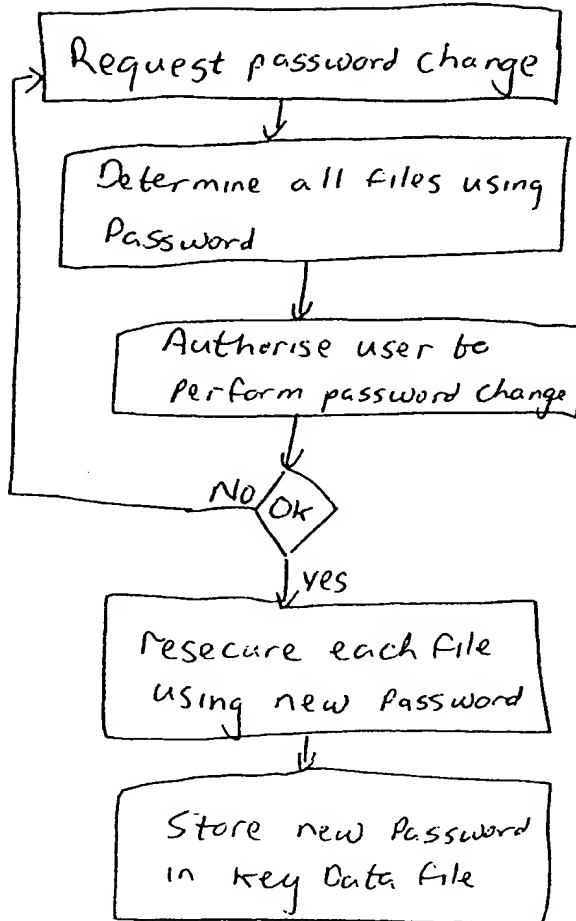 Request password change
Determine all files using
Password
Authorise user to
Perform password change
No
OK
yes
resecure each file
using new Password
Store new Password
in Key Data file